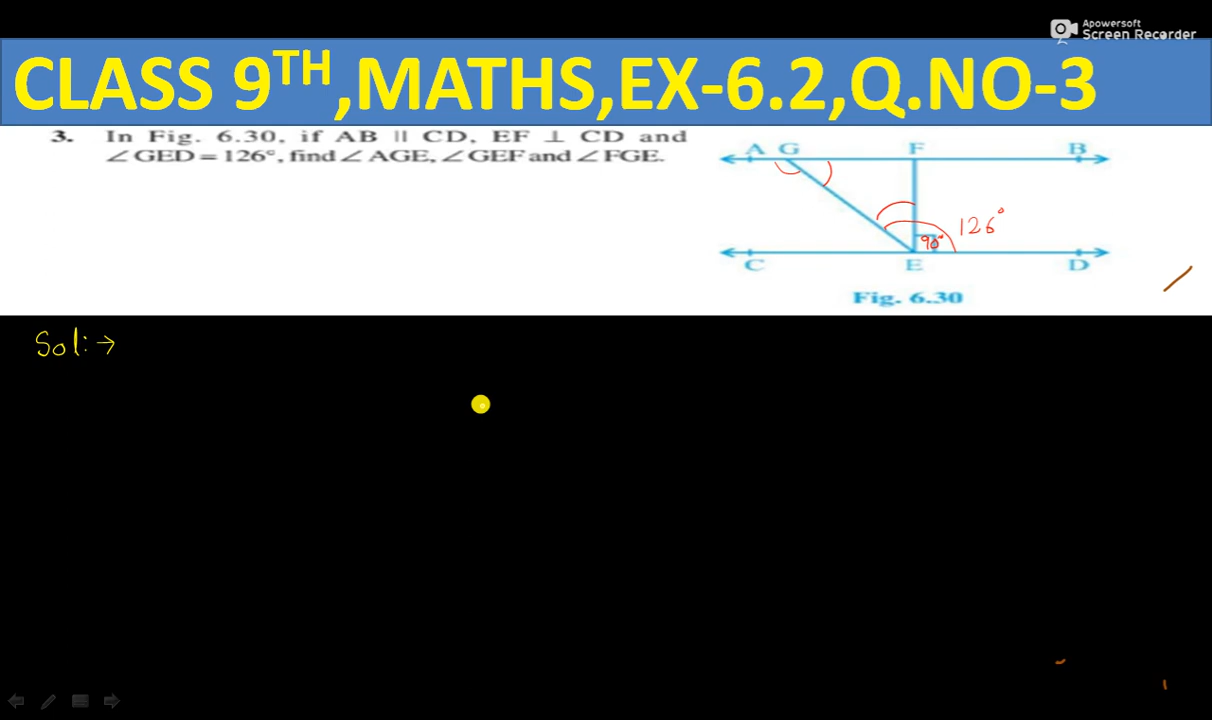 Apowersoft
Screen Recorder
CLASS 9TH,MATHS,EX-6.2,Q.NO-3
3. In Fig. 6.30, if AB || CD, EF ⊥ CD and
∠GED = 126°, find ∠AGE, ∠GEF and ∠FGE.
A G F B
126°
90°
C E D
Fig. 6.30
Sol:→